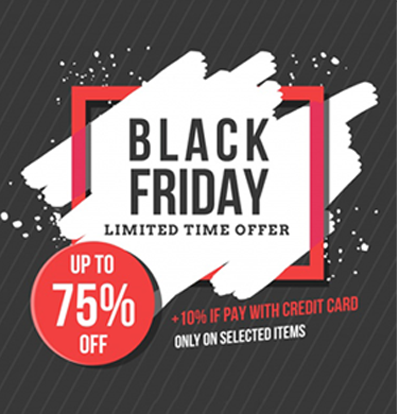 BLACK
FRIDAY
LIMITED TIME OFFER
UP TO
75%
OFF
+10% IF PAY WITH CREDIT CARD
ONLY ON SELECTED ITEMS